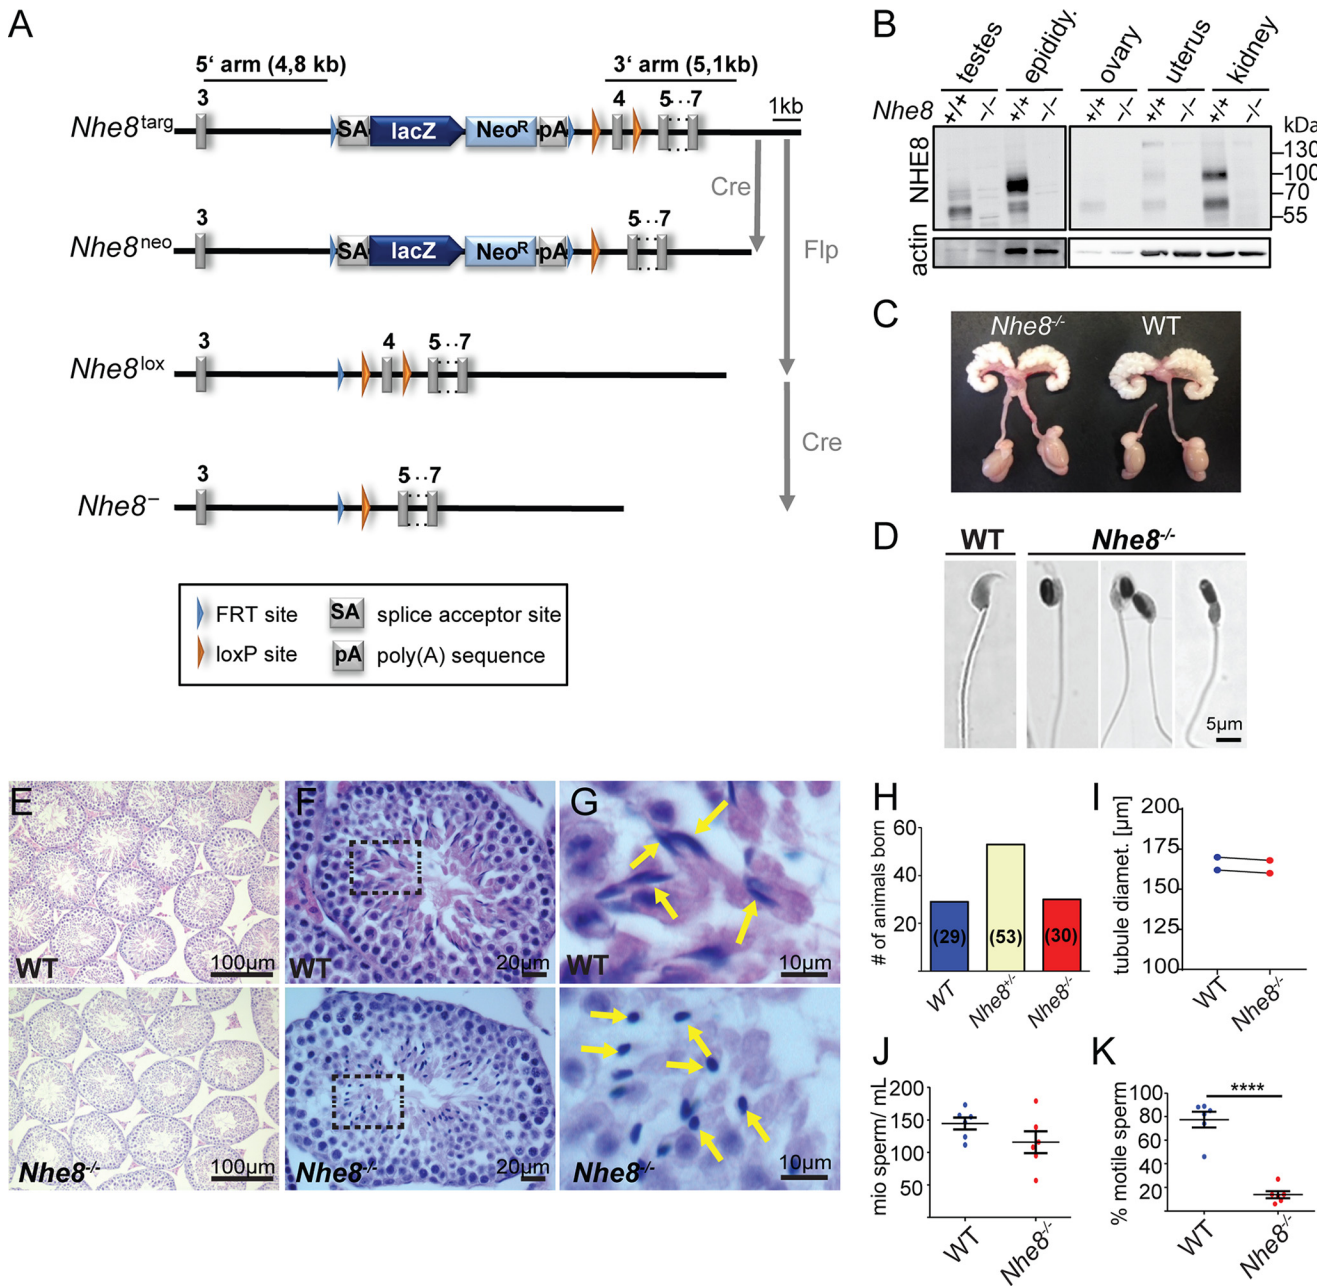 A
5‘ arm (4,8 kb)
3‘ arm (5,1kb)
3
4
5···7
1kb
Nhe8targ
SA lacZ NeoR pA
Cre
3
5···7
Nhe8neo
SA lacZ NeoR pA
Flp
3
4
5···7
Nhe8lox
Cre
3
5···7
Nhe8–
FRT site
SA splice acceptor site
loxP site
pA poly(A) sequence
B
testes epididy. ovary uterus kidney
Nhe8 +/+ –/– +/+ –/– +/+ –/– +/+ –/– +/+ –/–
kDa
NHE8
130
100
70
55
actin
C
Nhe8-/- WT
D
WT Nhe8-/-
5µm
E
WT
100µm
Nhe8-/-
100µm
F
20µm
Nhe8-/-
20µm
G
WT
10µm
Nhe8-/-
10µm
H
# of animals born
60
40
20
(29) (53) (30)
WT Nhe8+/- Nhe8-/-
I
tubule diamet. [µm]
200
175
150
125
100
WT Nhe8-/-
J
mio sperm/ mL
200
150
100
50
WT Nhe8-/-
K
% motile sperm
100
80
60
40
20
****
WT Nhe8-/-